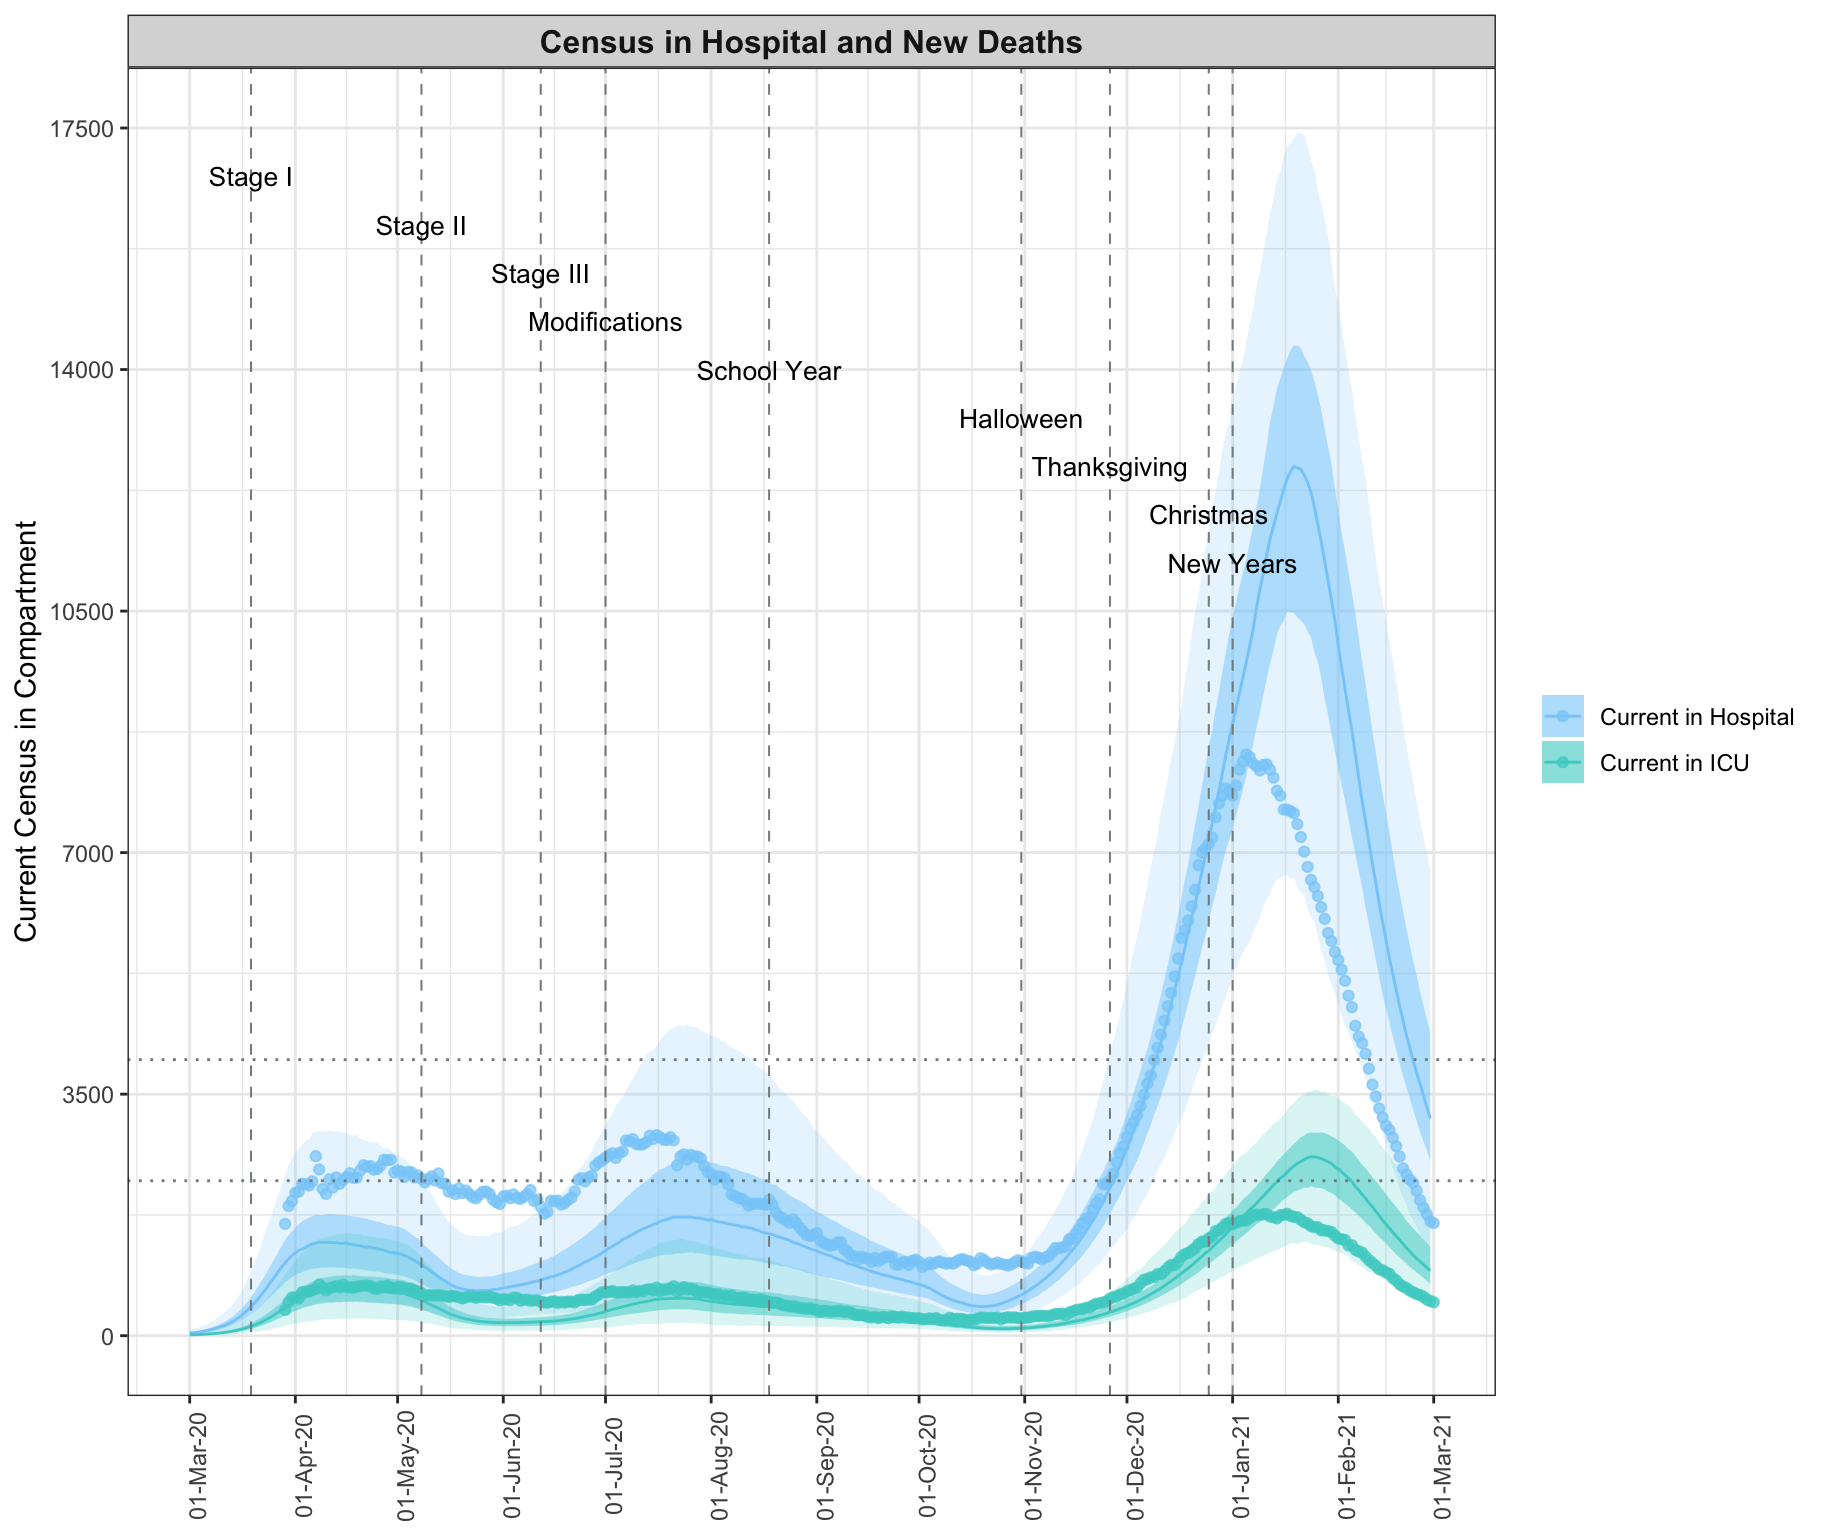 Census in Hospital and New Deaths
Current Census in Compartment
17500
14000
10500
7000
3500
0
Stage I
Stage II
Stage III
Modifications
School Year
Halloween
Thanksgiving
Christmas
New Years
01-Mar-20
01-Apr-20
01-May-20
01-Jun-20
01-Jul-20
01-Aug-20
01-Sep-20
01-Oct-20
01-Nov-20
01-Dec-20
01-Jan-21
01-Feb-21
01-Mar-21
Current in Hospital
Current in ICU